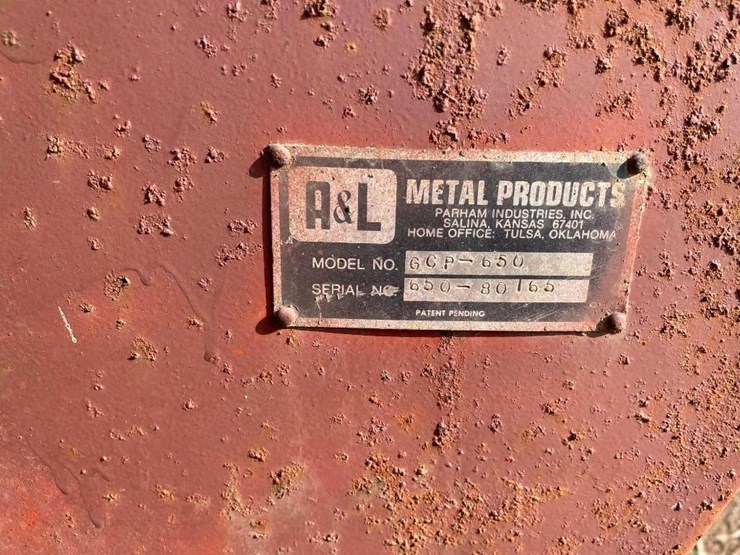 A&L METAL PRODUCTS
PARHAM INDUSTRIES, INC.
SALINA, KANSAS 67401
HOME OFFICE: TULSA, OKLAHOMA
MODEL NO. GCP-650
SERIAL NO. 650-80165
PATENT PENDING